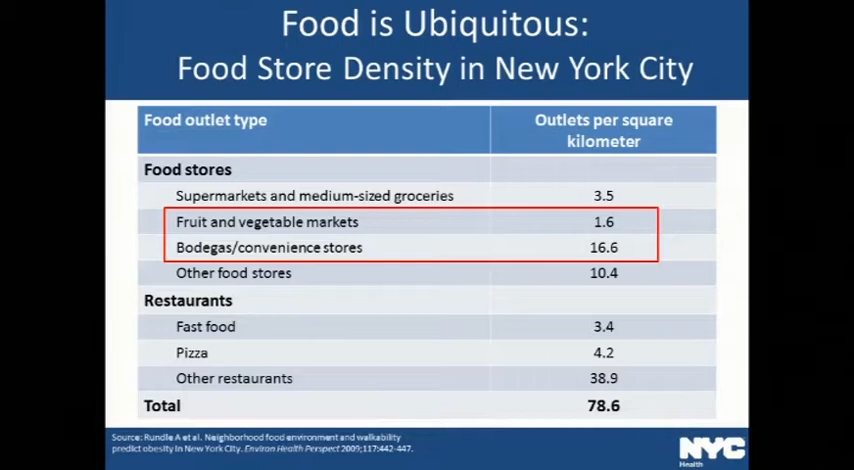 Food is Ubiquitous:
Food Store Density in New York City
Food outlet type
Outlets per square
kilometer
Food stores
Supermarkets and medium-sized groceries 3.5
Fruit and vegetable markets 1.6
Bodegas/convenience stores 16.6
Other food stores 10.4
Restaurants
Fast food 3.4
Pizza 4.2
Other restaurants 38.9
Total 78.6
Source: Rundle A et al. Neighborhood food environment and walkability
predict obesity in New York City. Environ Health Perspect 2009;117:442-447.
NYC
Health